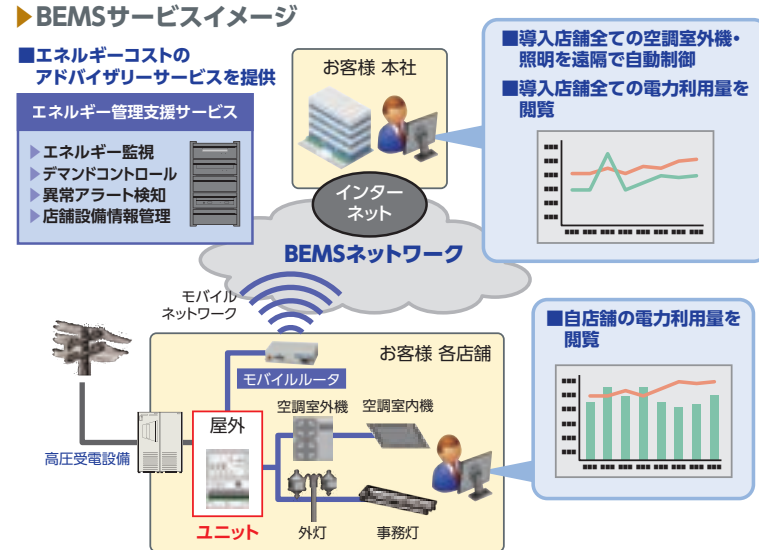 ▶BEMSサービスイメージ
■エネルギーコストの
アドバイザリーサービスを提供
エネルギー管理支援サービス
▶エネルギー監視
▶デマンドコントロール
▶異常アラート検知
▶店舗設備情報管理
お客様 本社
■導入店舗全ての空調室外機・
照明を遠隔で自動制御
■導入店舗全ての電力利用量を
閲覧
インター
ネット
BEMSネットワーク
モバイル
ネットワーク
お客様 各店舗
モバイルルータ
■自店舗の電力利用量を
閲覧
高圧受電設備
屋外
ユニット
空調室外機
空調室内機
外灯
事務灯